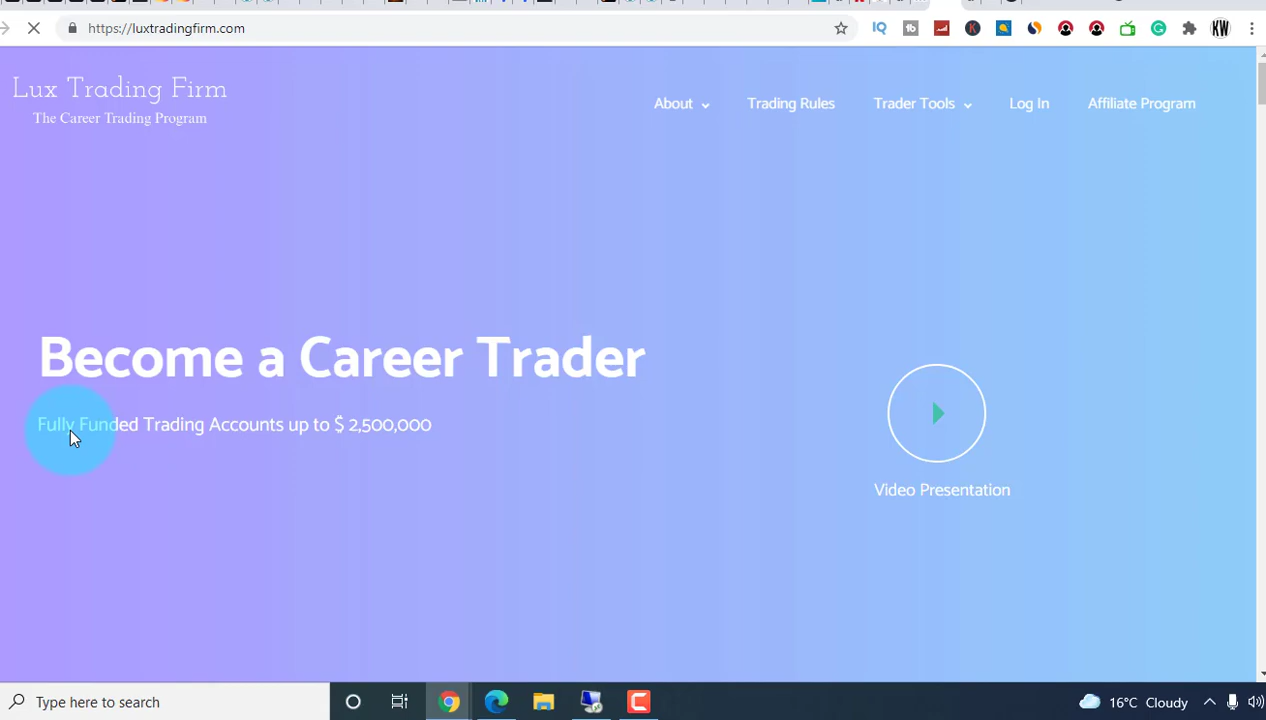 https://luxtradingfirm.com
KW
Lux Trading Firm
The Career Trading Program
About
Trading Rules
Trader Tools
Log In
Affiliate Program
Become a Career Trader
Fully Funded Trading Accounts up to $ 2,500,000
Video Presentation
Type here to search
16°C Cloudy